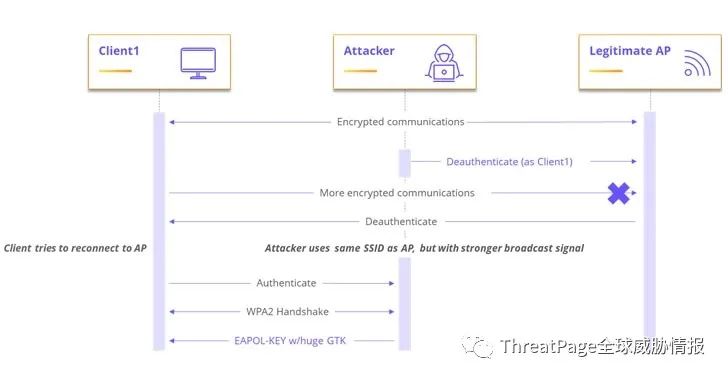 Client1
Attacker
Legitimate AP
Encrypted communications
Deauthenticate (as Client1)
More encrypted communications
Deauthenticate
Client tries to reconnect to AP
Attacker uses same SSID as AP, but with stronger broadcast signal
Authenticate
WPA2 Handshake
EAPOL-KEY w/huge GTK
ThreatPage全球威胁情报